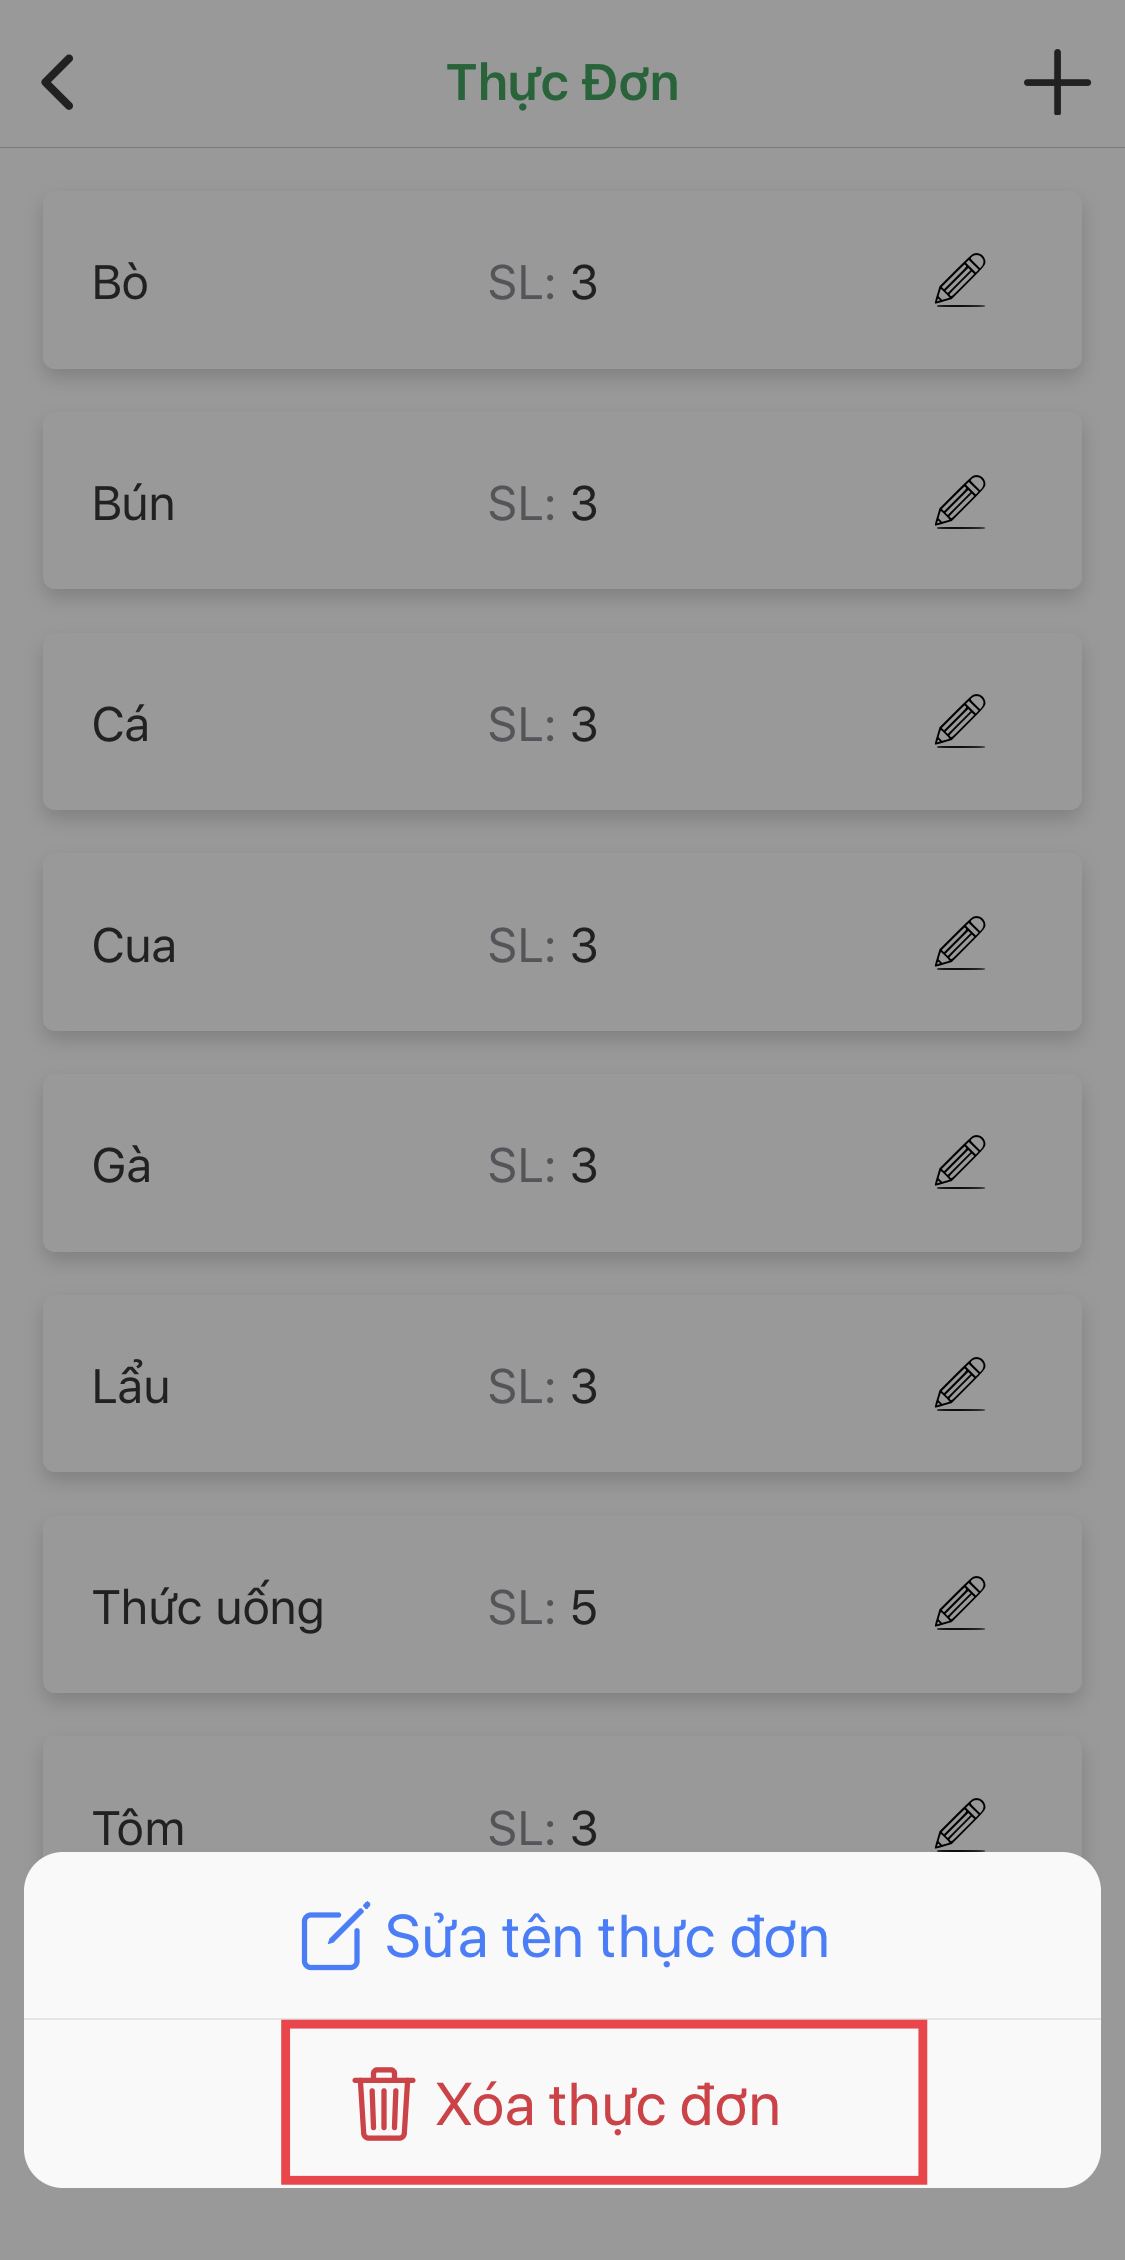 Thực Đơn
Bò SL: 3
Bún SL: 3
Cá SL: 3
Cua SL: 3
Gà SL: 3
Lẩu SL: 3
Thức uống SL: 5
Tôm SL: 3
Sửa tên thực đơn
Xóa thực đơn